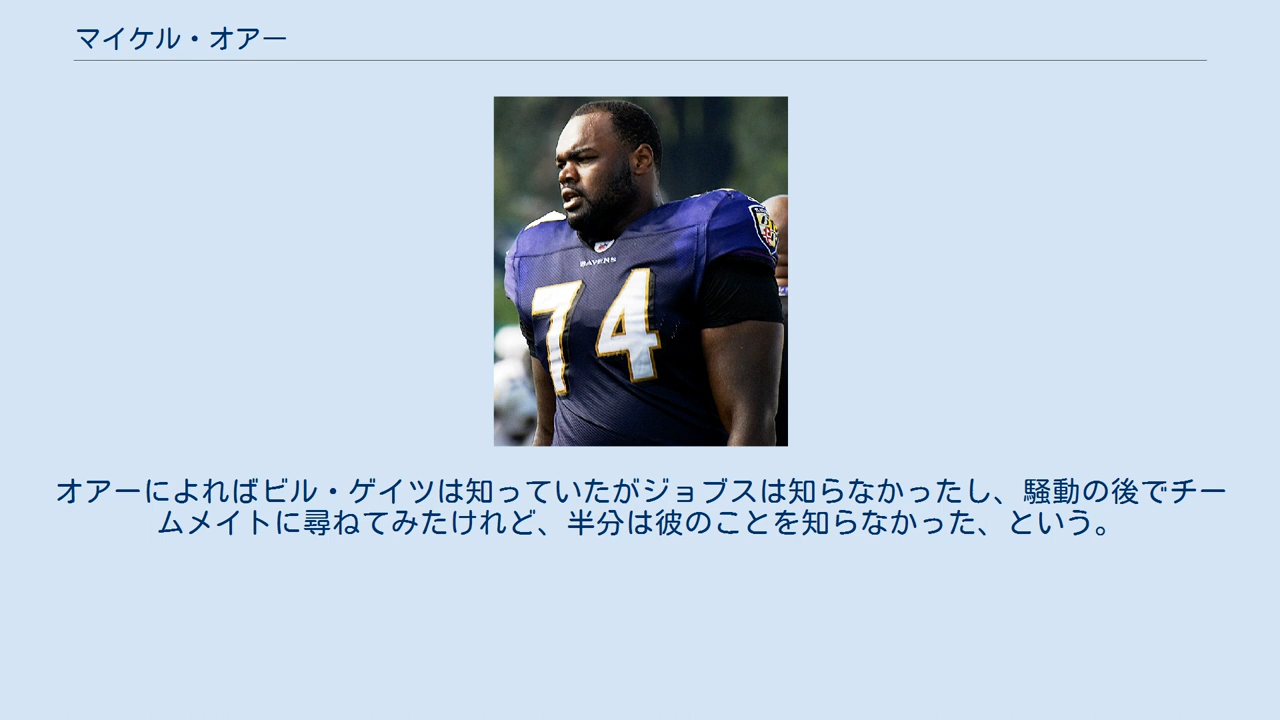 マイケル・オアー
RAVENS
74
オアーによればビル・ゲイツは知っていたがジョブスは知らなかったし、騒動の後でチー
ムメイトに尋ねてみたけれど、半分は彼のことを知らなかった、という。